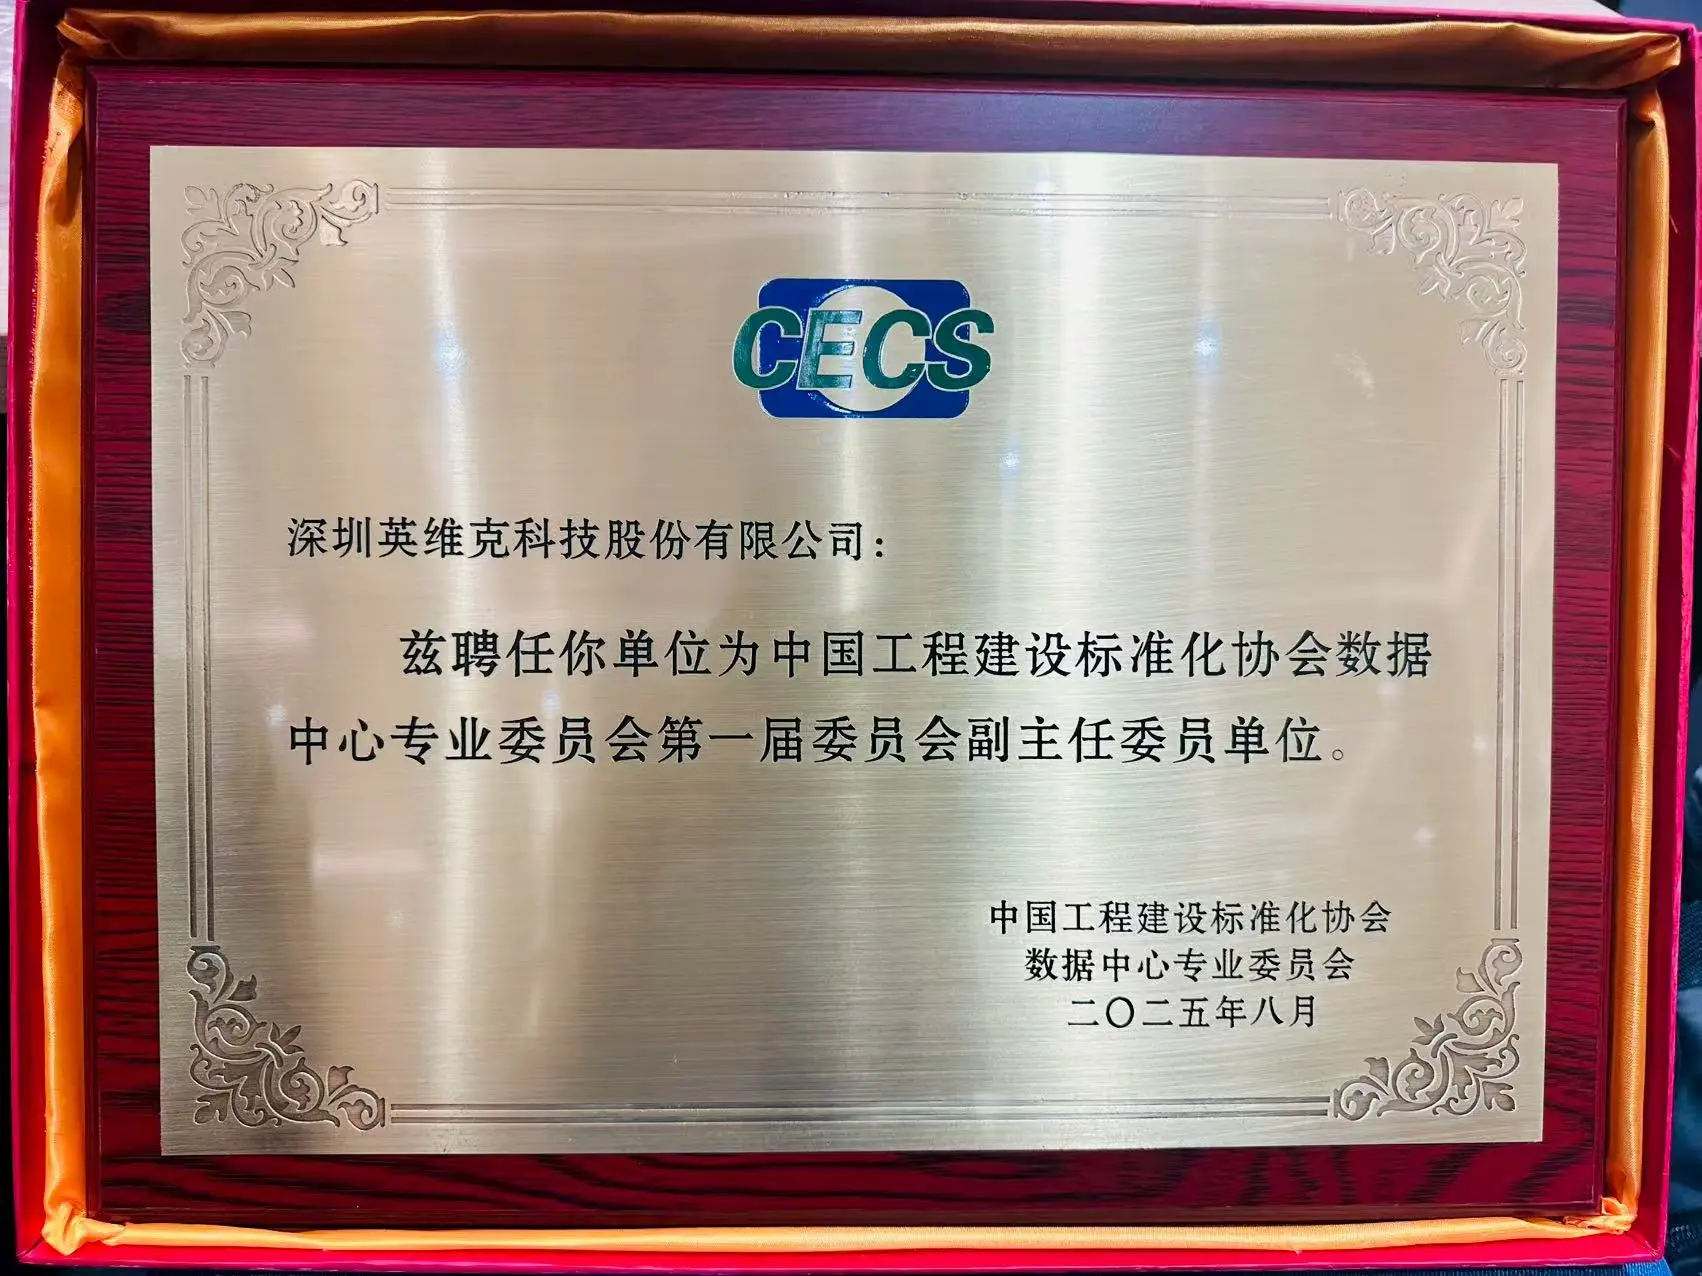 CECS
深圳英维克科技股份有限公司：
兹聘任你单位为中国工程建设标准化协会数据
中心专业委员会第一届委员会副主任委员单位。
中国工程建设标准化协会
数据中心专业委员会
二〇二五年八月